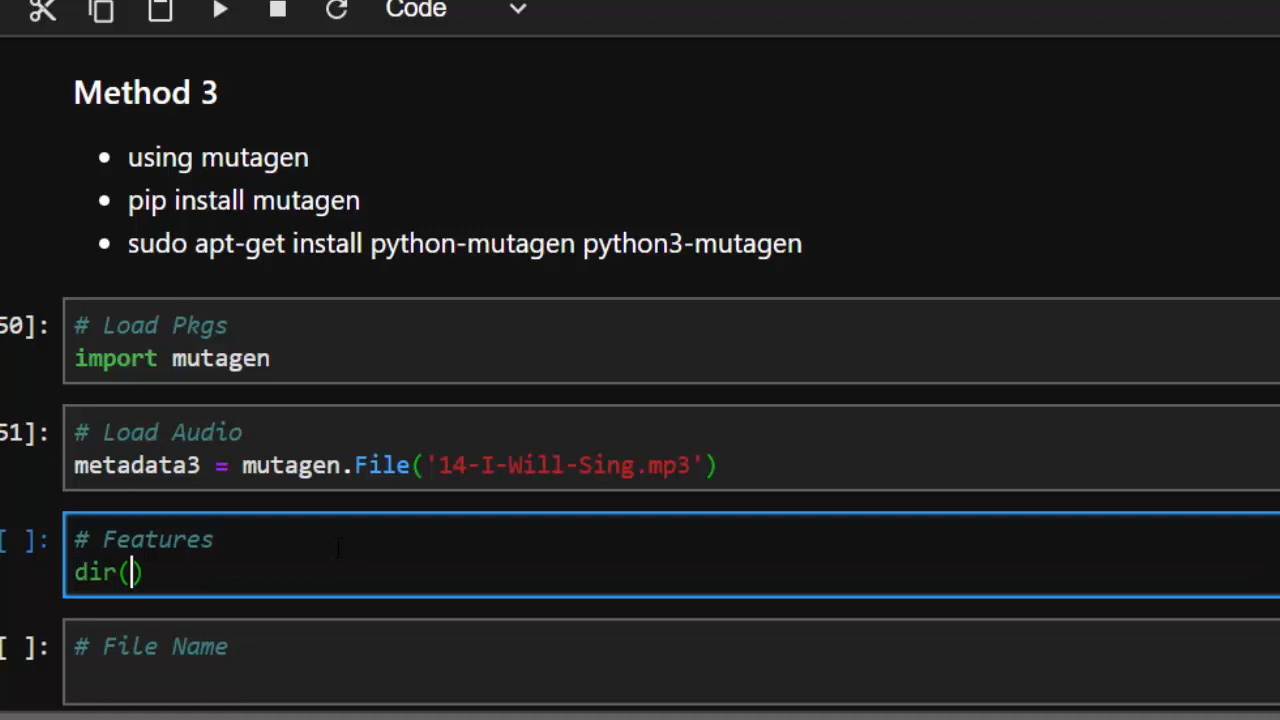 Code
Method 3
• using mutagen
• pip install mutagen
• sudo apt-get install python-mutagen python3-mutagen
50]:
# Load Pkgs
import mutagen
51]:
# Load Audio
metadata3 = mutagen.File('14-I-Will-Sing.mp3')
[ ]:
# Features
dir()
[ ]:
# File Name